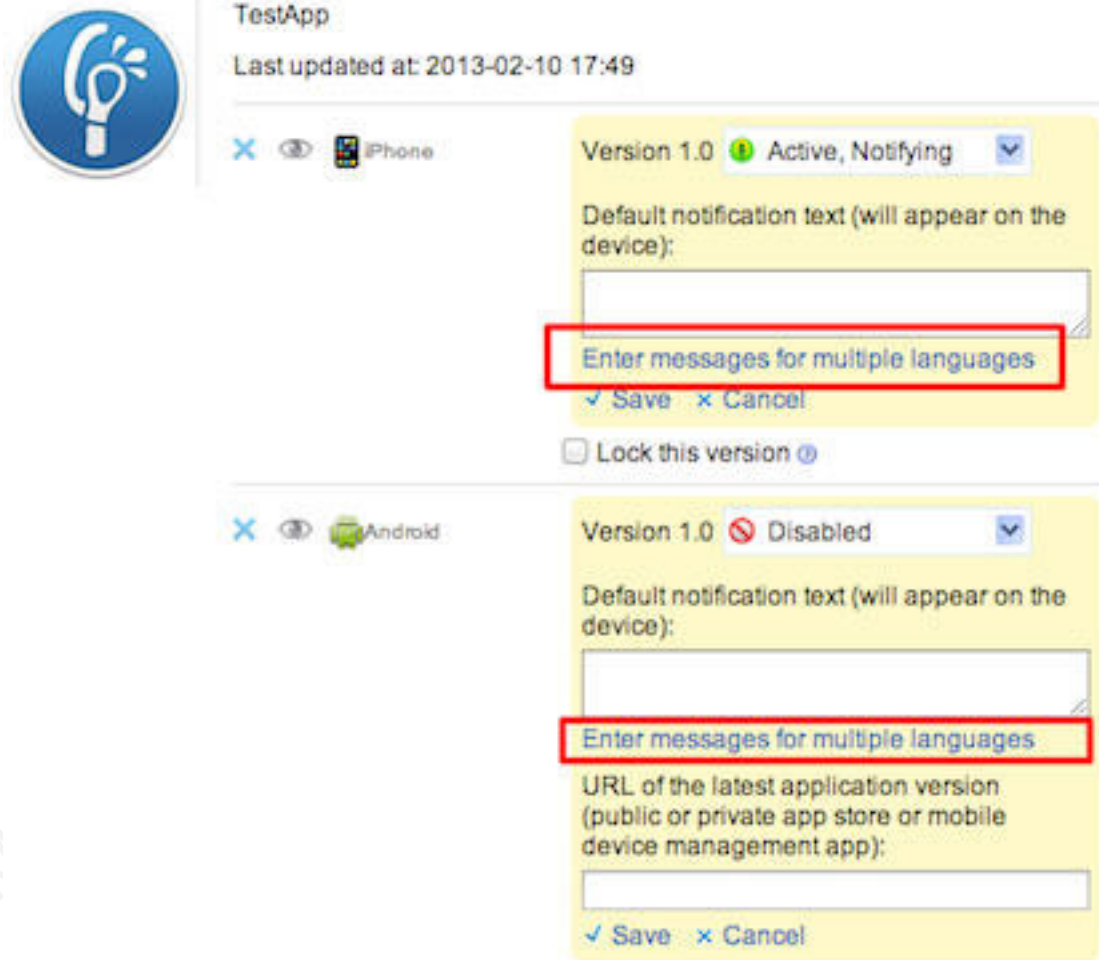 TestApp
Last updated at: 2013-02-10 17:49
iPhone
Version 1.0 Active, Notifying
Default notification text (will appear on the
device):
Enter messages for multiple languages
Save Cancel
Lock this version
Android
Version 1.0 Disabled
Default notification text (will appear on the
device):
Enter messages for multiple languages
URL of the latest application version
(public or private app store or mobile
device management app):
Save Cancel